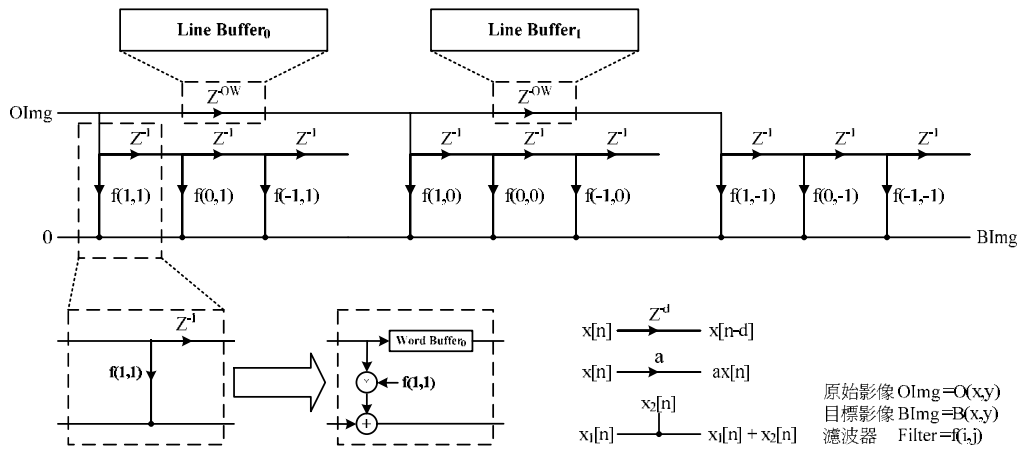 Line Buffer₀
Line Buffer₁
Z⁻ᴼᵂ
Z⁻ᴼᵂ
OImg
Z⁻¹ Z⁻¹ Z⁻¹ Z⁻¹ Z⁻¹ Z⁻¹ Z⁻¹ Z⁻¹ Z⁻¹
f(1,1) f(0,1) f(-1,1) f(1,0) f(0,0) f(-1,0) f(1,-1) f(0,-1) f(-1,-1)
0
BImg
Z⁻¹
f(1,1)
Word Buffer₀
× f(1,1)
+
x[n] Z⁻ᵈ x[n-d]
x[n] a ax[n]
x₂[n]
x₁[n] x₁[n] + x₂[n]
原始影像 OImg=O(x,y)
目標影像 BImg=B(x,y)
濾波器 Filter=f(i,j)